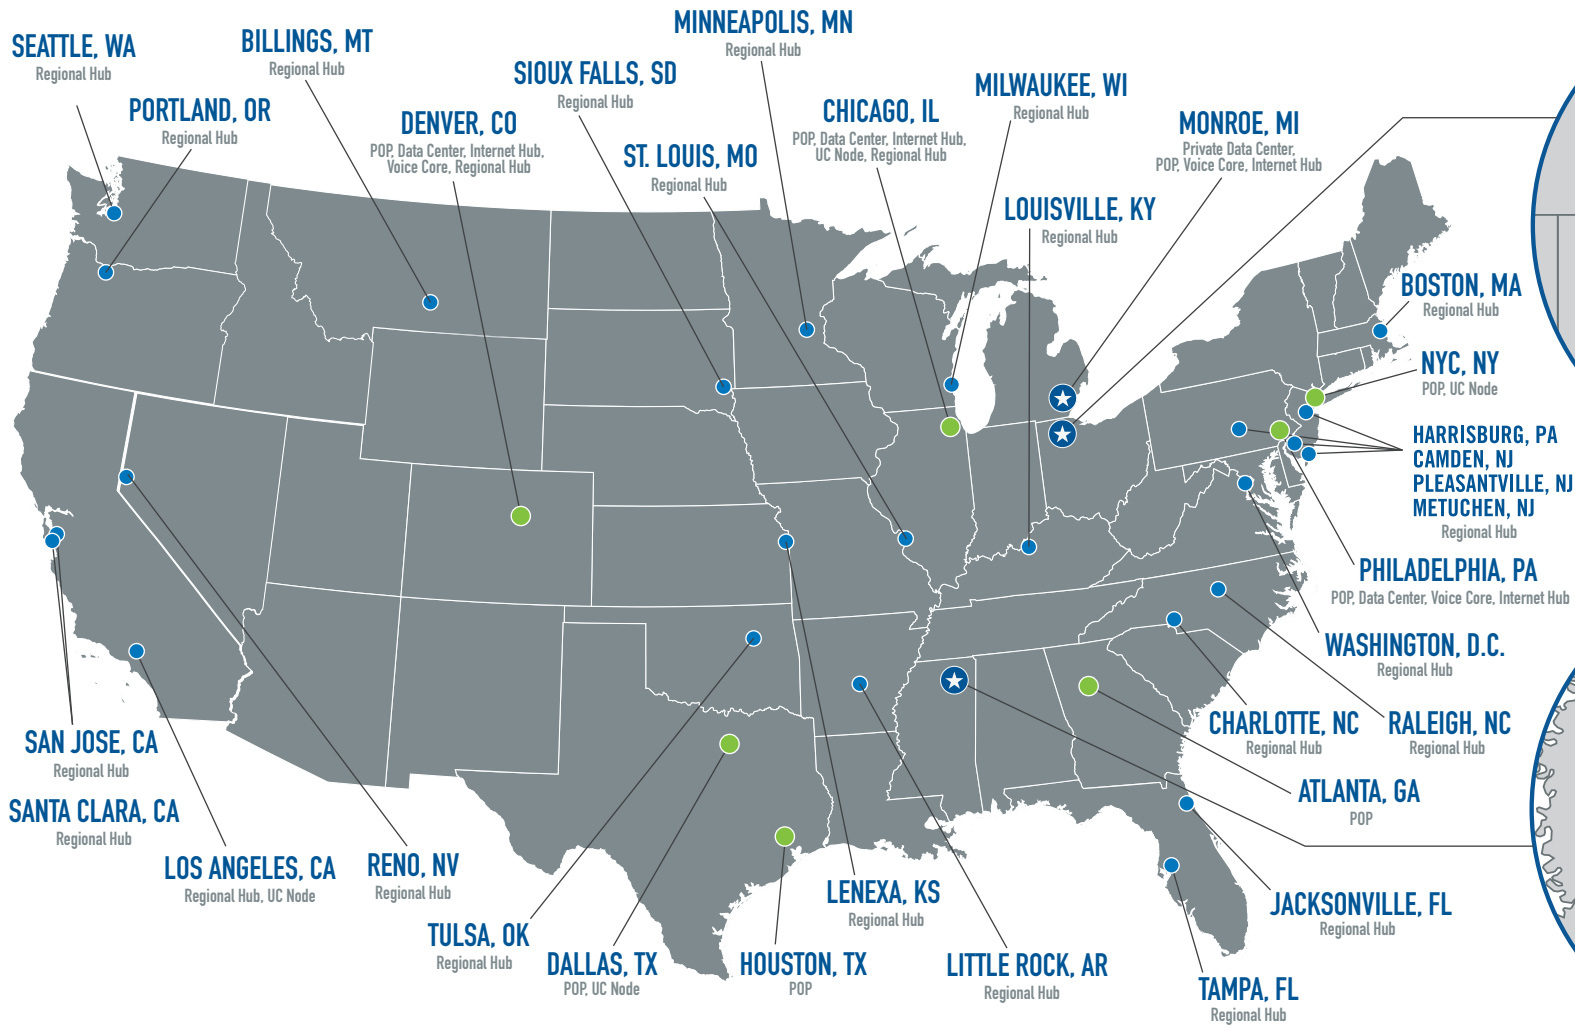 SEATTLE, WA
Regional Hub
BILLINGS, MT
Regional Hub
MINNEAPOLIS, MN
Regional Hub
PORTLAND, OR
Regional Hub
DENVER, CO
POP, Data Center, Internet Hub,
Voice Core, Regional Hub
SIOUX FALLS, SD
Regional Hub
ST. LOUIS, MO
Regional Hub
CHICAGO, IL
POP, Data Center, Internet Hub,
UC Node, Regional Hub
MILWAUKEE, WI
Regional Hub
MONROE, MI
Private Data Center,
POP, Voice Core, Internet Hub
LOUISVILLE, KY
Regional Hub
BOSTON, MA
Regional Hub
NYC, NY
POP, UC Node
HARRISBURG, PA
CAMDEN, NJ
PLEASANTVILLE, NJ
METUCHEN, NJ
Regional Hub
PHILADELPHIA, PA
POP, Data Center, Voice Core, Internet Hub
WASHINGTON, D.C.
Regional Hub
CHARLOTTE, NC
Regional Hub
RALEIGH, NC
Regional Hub
ATLANTA, GA
POP
SAN JOSE, CA
Regional Hub
SANTA CLARA, CA
Regional Hub
LOS ANGELES, CA
Regional Hub, UC Node
RENO, NV
Regional Hub
TULSA, OK
Regional Hub
DALLAS, TX
POP, UC Node
HOUSTON, TX
POP
LENEXA, KS
Regional Hub
LITTLE ROCK, AR
Regional Hub
JACKSONVILLE, FL
Regional Hub
TAMPA, FL
Regional Hub